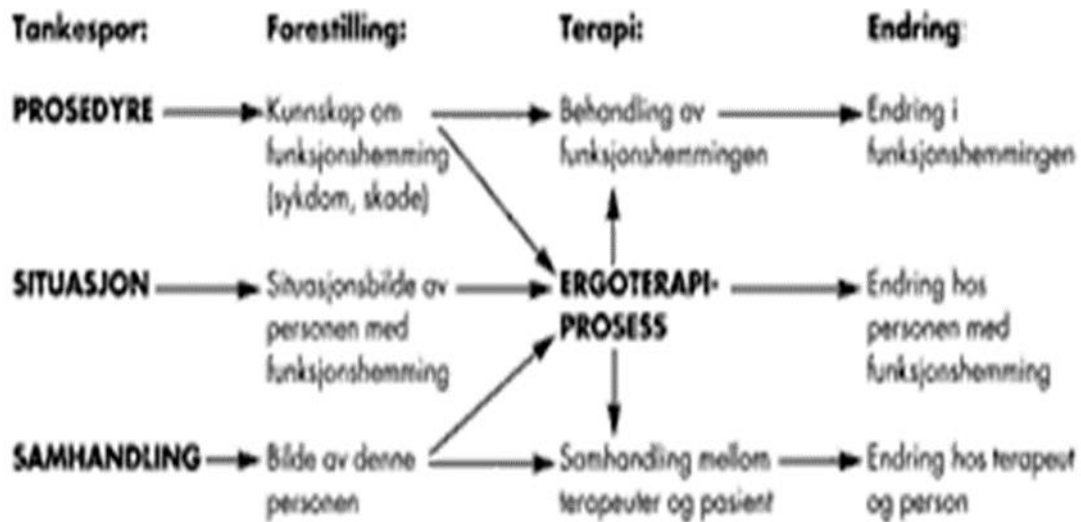 Tankespor: Forestilling: Terapi: Endring
PROSEDYRE Kunnskap om Behandling av Endring i
funksjonshemming funksjonshemmingen funksjonshemmingen
(sykdom, skade)
SITUASJON Situasjonsbilde av ERGOTERAPI- Endring hos
personen med PROSESS personen med
funksjonshemming funksjonshemming
SAMHANDLING Bilde av denne Samhandling mellom Endring hos terapeut
personen terapeuter og pasient og person